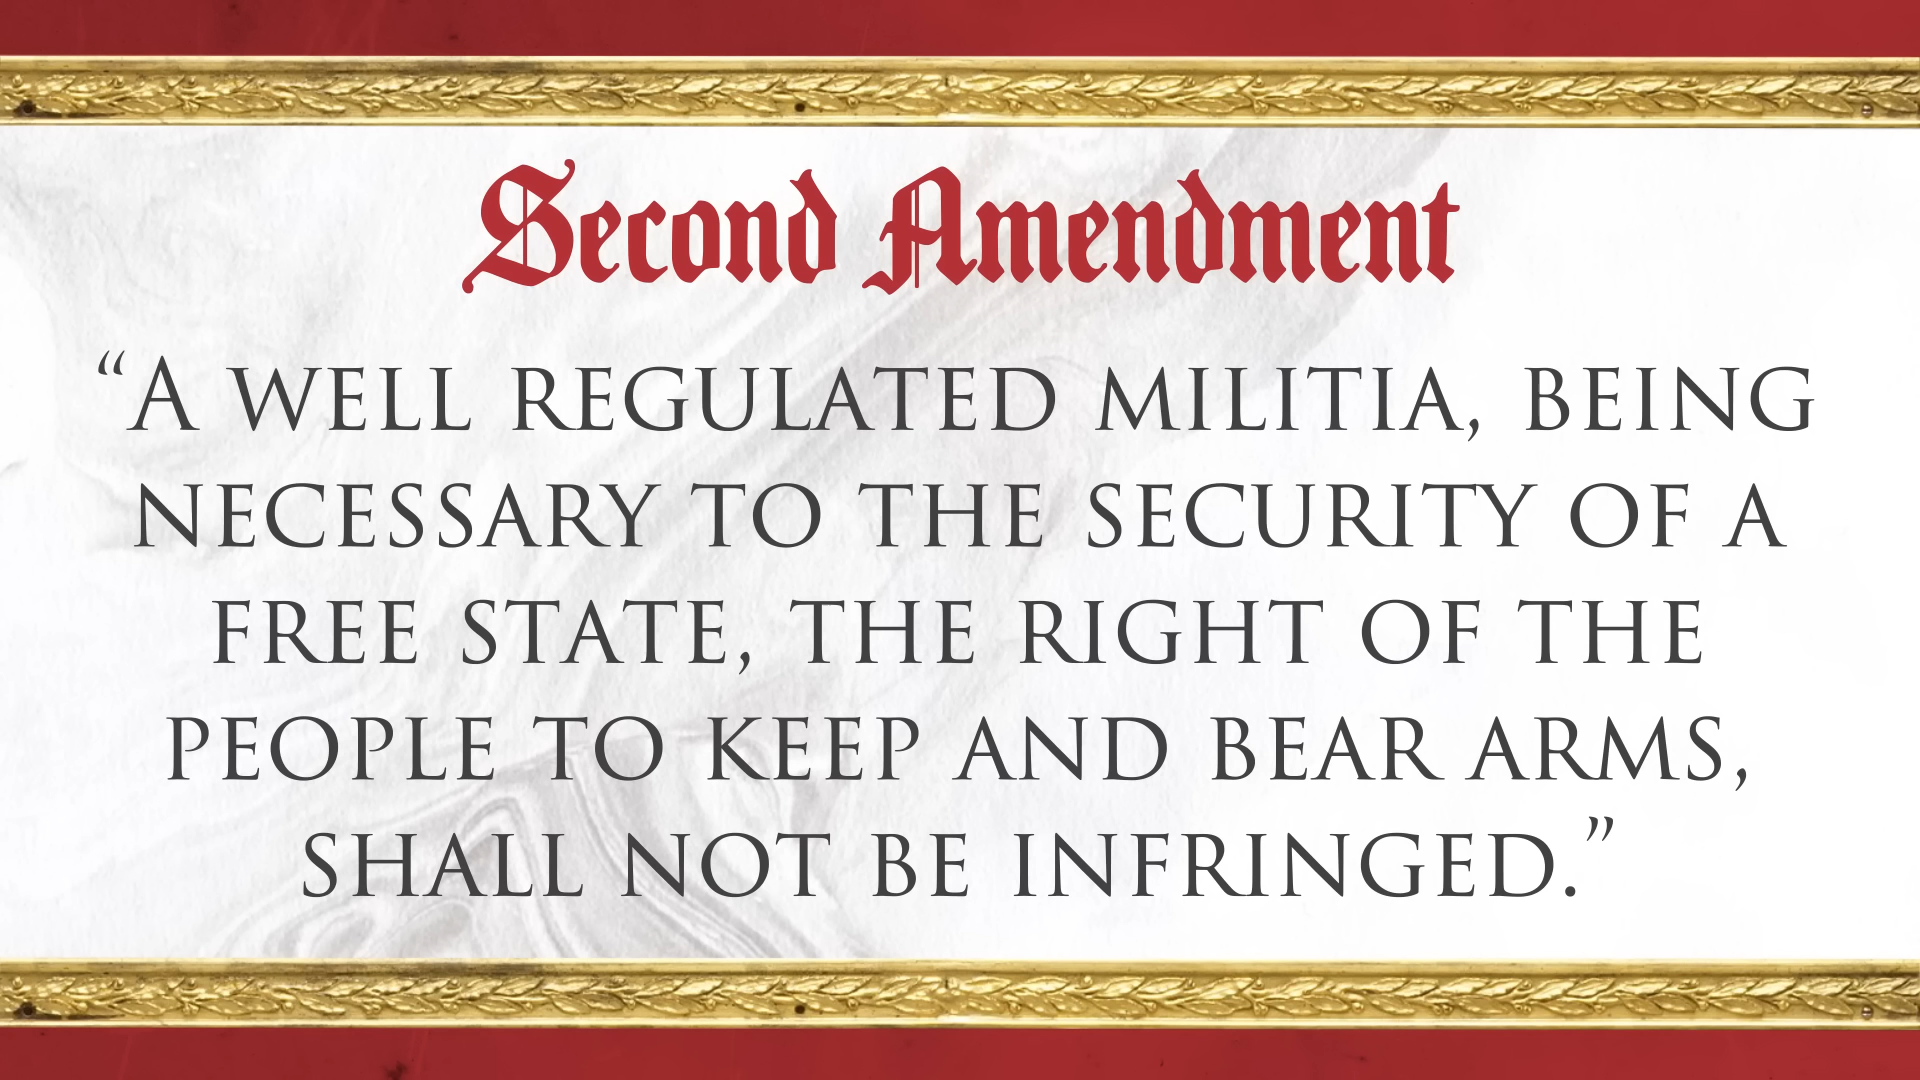 Second Amendment
“A WELL REGULATED MILITIA, BEING
NECESSARY TO THE SECURITY OF A
FREE STATE, THE RIGHT OF THE
PEOPLE TO KEEP AND BEAR ARMS,
SHALL NOT BE INFRINGED.”